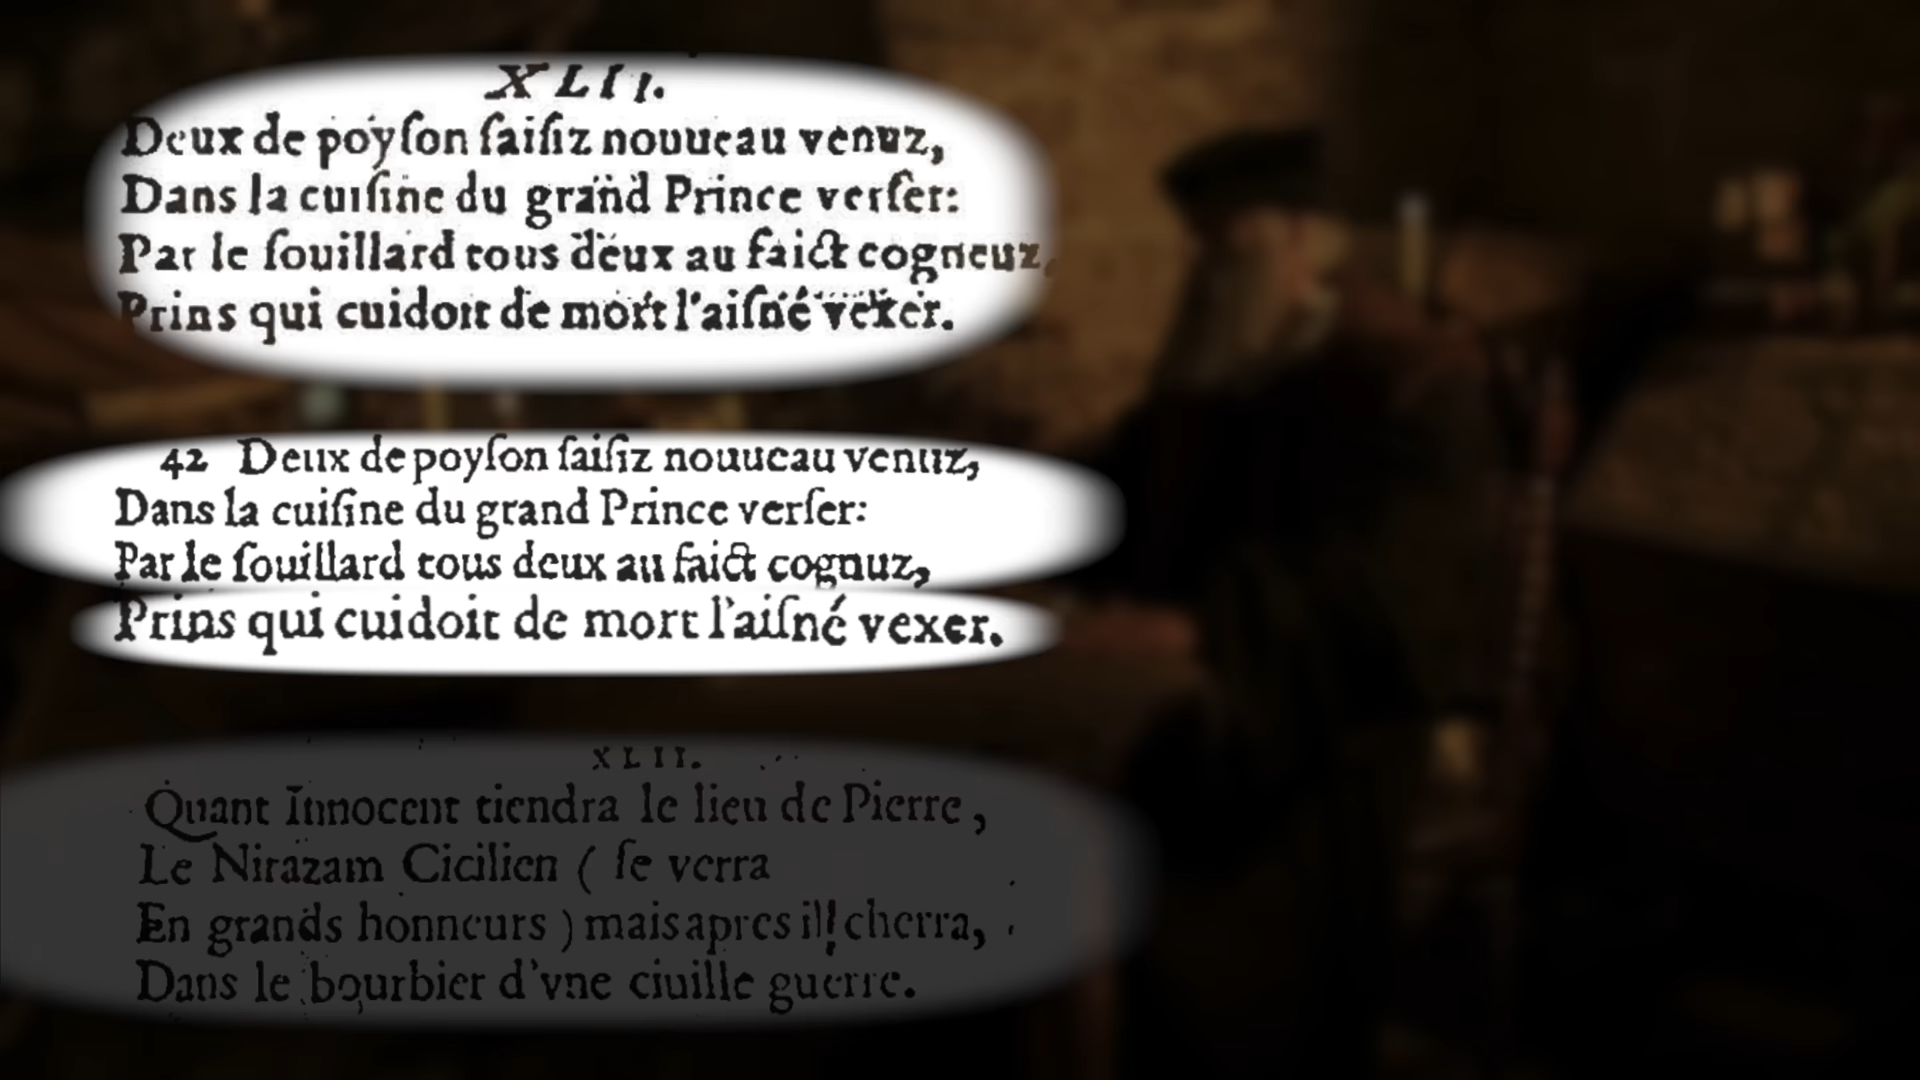 XLII.
Deux de poyſon ſaiſiz nouueau venuz,
Dans la cuiſine du grand Prince verſer:
Par le ſouillard tous deux au faict cogneuz,
Prins qui cuidoit de mort l'aiſné vexer.
42 Deux de poyſon ſaiſiz nouueau venuz,
Dans la cuiſine du grand Prince verſer:
Par le ſouillard tous deux au faict cognuz,
Prins qui cuidoit de mort l'aiſné vexer.
XLII.
Quant Innocent tiendra le lieu de Pierre,
Le Nirazam Cicilien ( ſe verra
En grands honneurs ) mais apres il cherra,
Dans le bourbier d'vne ciuille guerre.